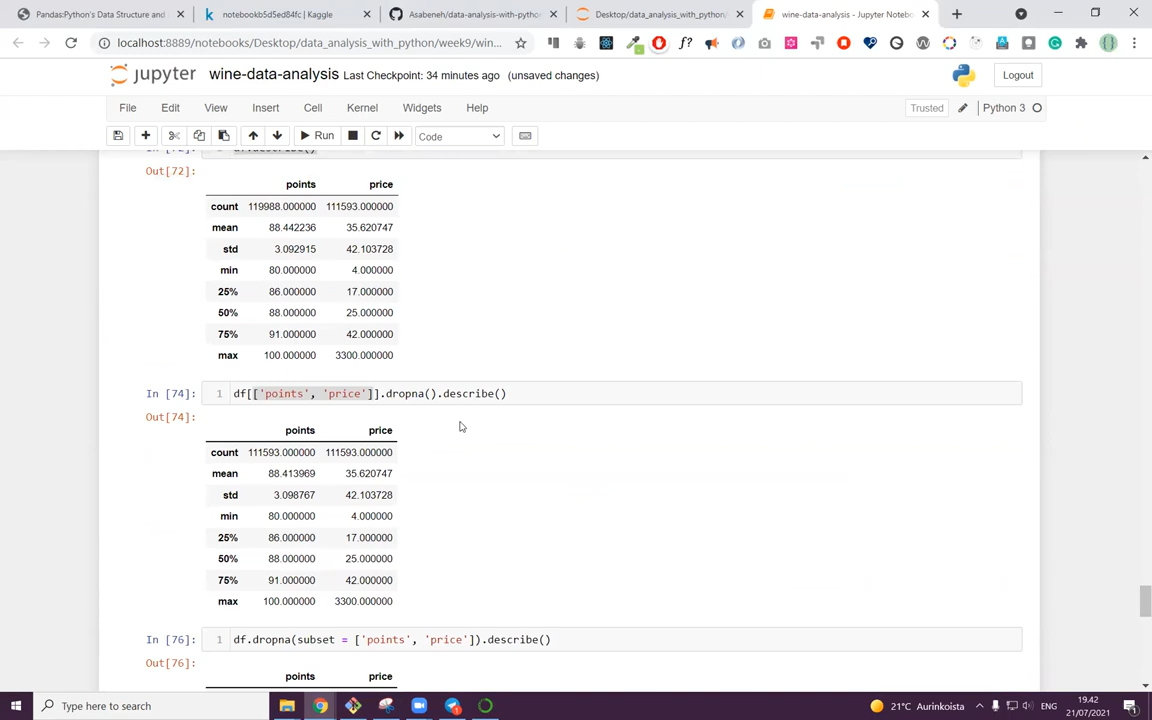 Pandas:Python's Data Structure and
notebookb5d5ed84fc | Kaggle
Asabeneh/data-analysis-with-python
Desktop/data_analysis_with_python/
wine-data-analysis - Jupyter Notebo
localhost:8889/notebooks/Desktop/data_analysis_with_python/week9/win...
jupyter wine-data-analysis Last Checkpoint: 34 minutes ago (unsaved changes) Logout
File Edit View Insert Cell Kernel Widgets Help Trusted Python 3
Run Code
Out[72]:
points price
count 119988.000000 111593.000000
mean 88.442236 35.620747
std 3.092915 42.103728
min 80.000000 4.000000
25% 86.000000 17.000000
50% 88.000000 25.000000
75% 91.000000 42.000000
max 100.000000 3300.000000
In [74]: 1 df[['points', 'price']].dropna().describe()
Out[74]:
points price
count 111593.000000 111593.000000
mean 88.413969 35.620747
std 3.098767 42.103728
min 80.000000 4.000000
25% 86.000000 17.000000
50% 88.000000 25.000000
75% 91.000000 42.000000
max 100.000000 3300.000000
In [76]: 1 df.dropna(subset = ['points', 'price']).describe()
Out[76]:
points price
Type here to search
21°C Aurinkoista ENG 19.42
21/07/2021